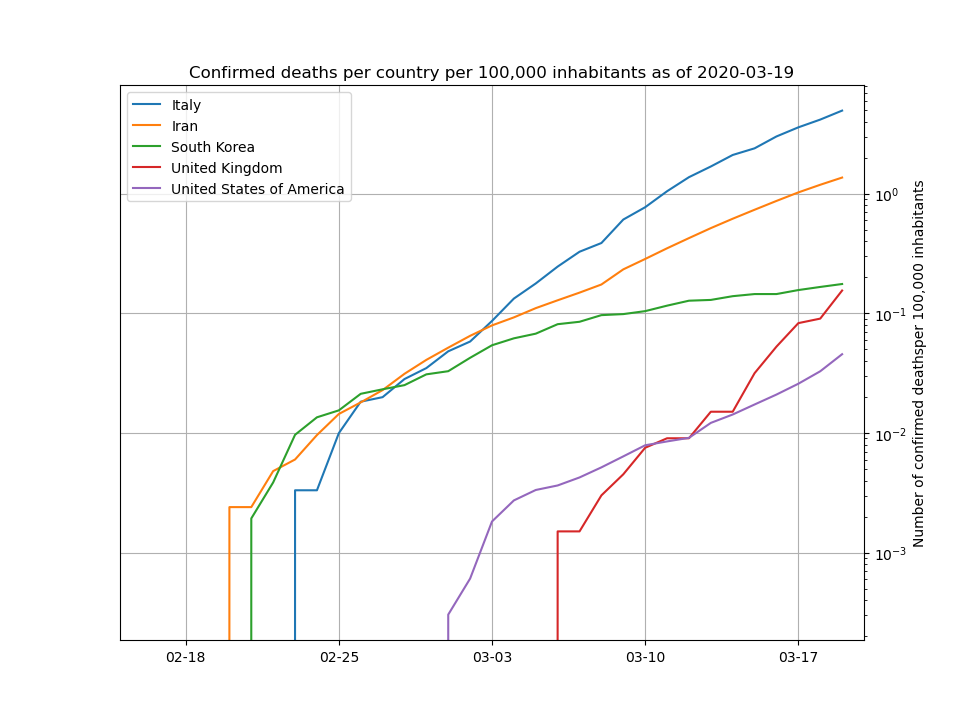 Confirmed deaths per country per 100,000 inhabitants as of 2020-03-19
Italy
Iran
South Korea
United Kingdom
United States of America
10⁰
10⁻¹
10⁻²
10⁻³
Number of confirmed deathsper 100,000 inhabitants
02-18
02-25
03-03
03-10
03-17